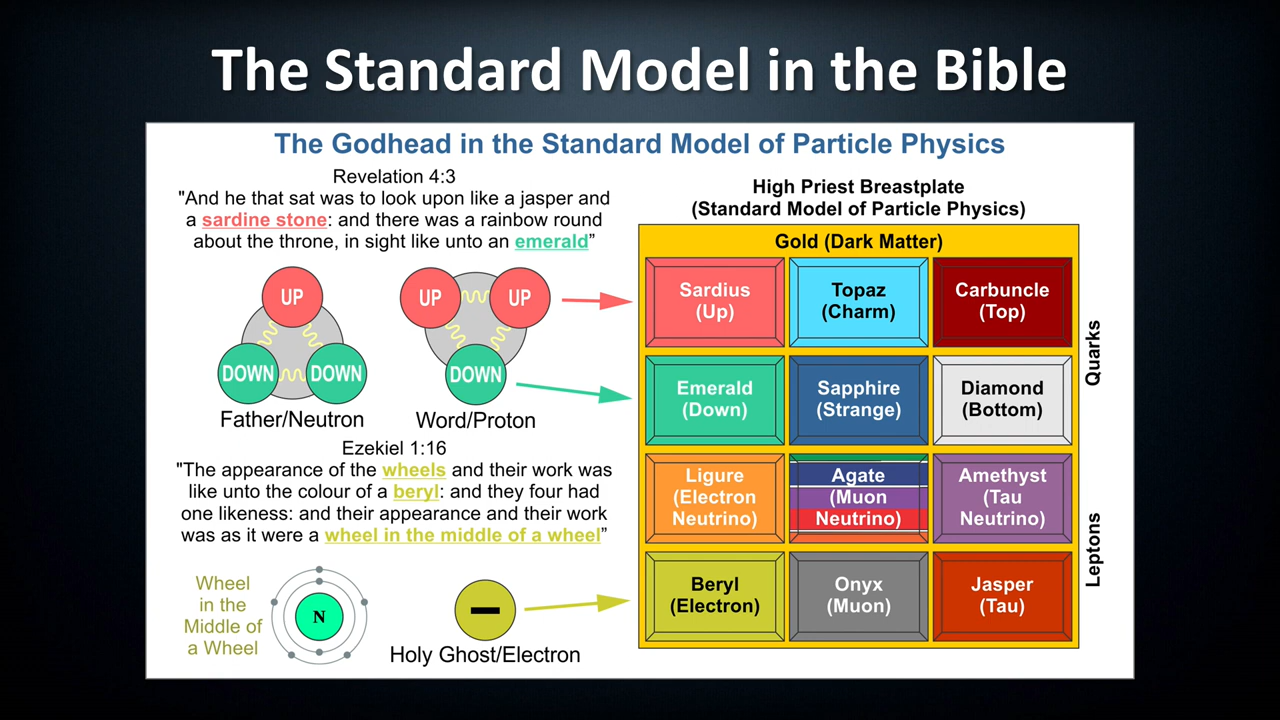 The Standard Model in the Bible
The Godhead in the Standard Model of Particle Physics
Revelation 4:3
"And he that sat was to look upon like a jasper and
a sardine stone: and there was a rainbow round
about the throne, in sight like unto an emerald”
UP
DOWN
DOWN
Father/Neutron
UP
UP
DOWN
Word/Proton
Ezekiel 1:16
"The appearance of the wheels and their work was
like unto the colour of a beryl: and they four had
one likeness: and their appearance and their work
was as it were a wheel in the middle of a wheel”
Wheel
in the
Middle of
a Wheel
N
Holy Ghost/Electron
High Priest Breastplate
(Standard Model of Particle Physics)
Gold (Dark Matter)
Sardius
(Up)
Topaz
(Charm)
Carbuncle
(Top)
Emerald
(Down)
Sapphire
(Strange)
Diamond
(Bottom)
Quarks
Ligure
(Electron
Neutrino)
Agate
(Muon
Neutrino)
Amethyst
(Tau
Neutrino)
Beryl
(Electron)
Onyx
(Muon)
Jasper
(Tau)
Leptons